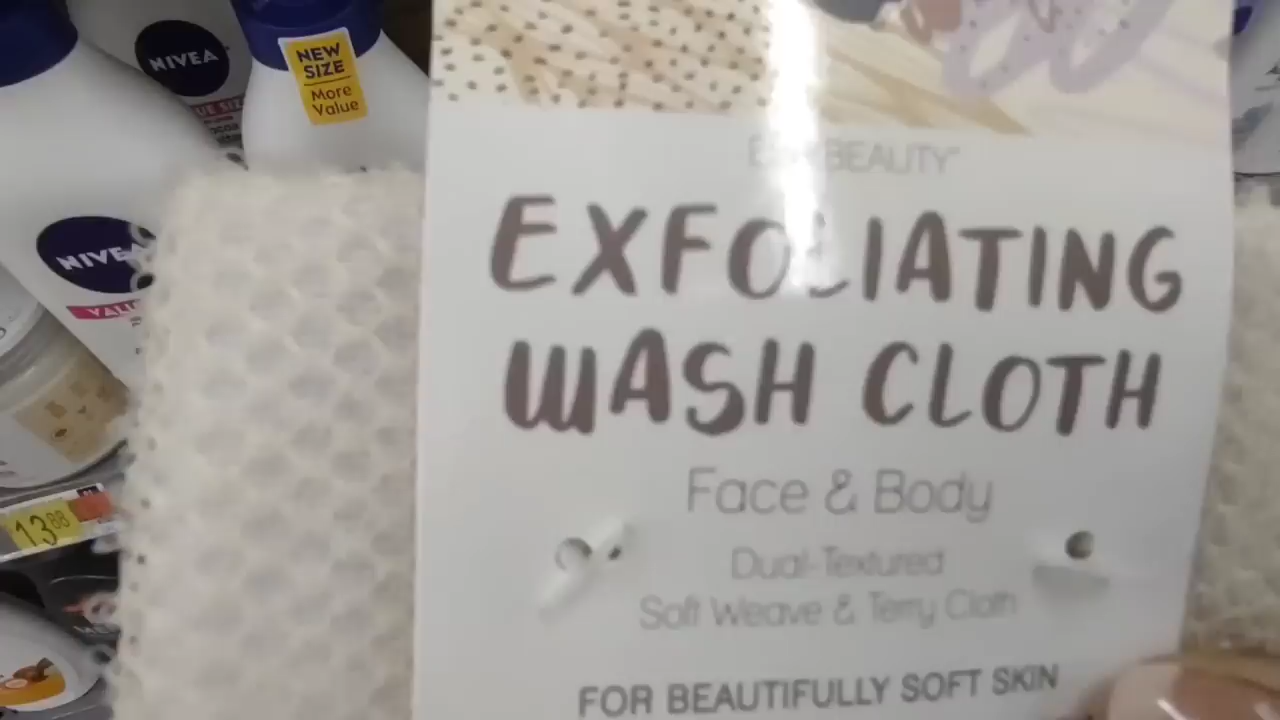 NIVEA
NEW
SIZE
More
Value
NIVEA
13.88
BEAUTY
EXFOLIATING
WASH CLOTH
Face & Body
Dual-Textured
Soft Weave & Terry Cloth
FOR BEAUTIFULLY SOFT SKIN